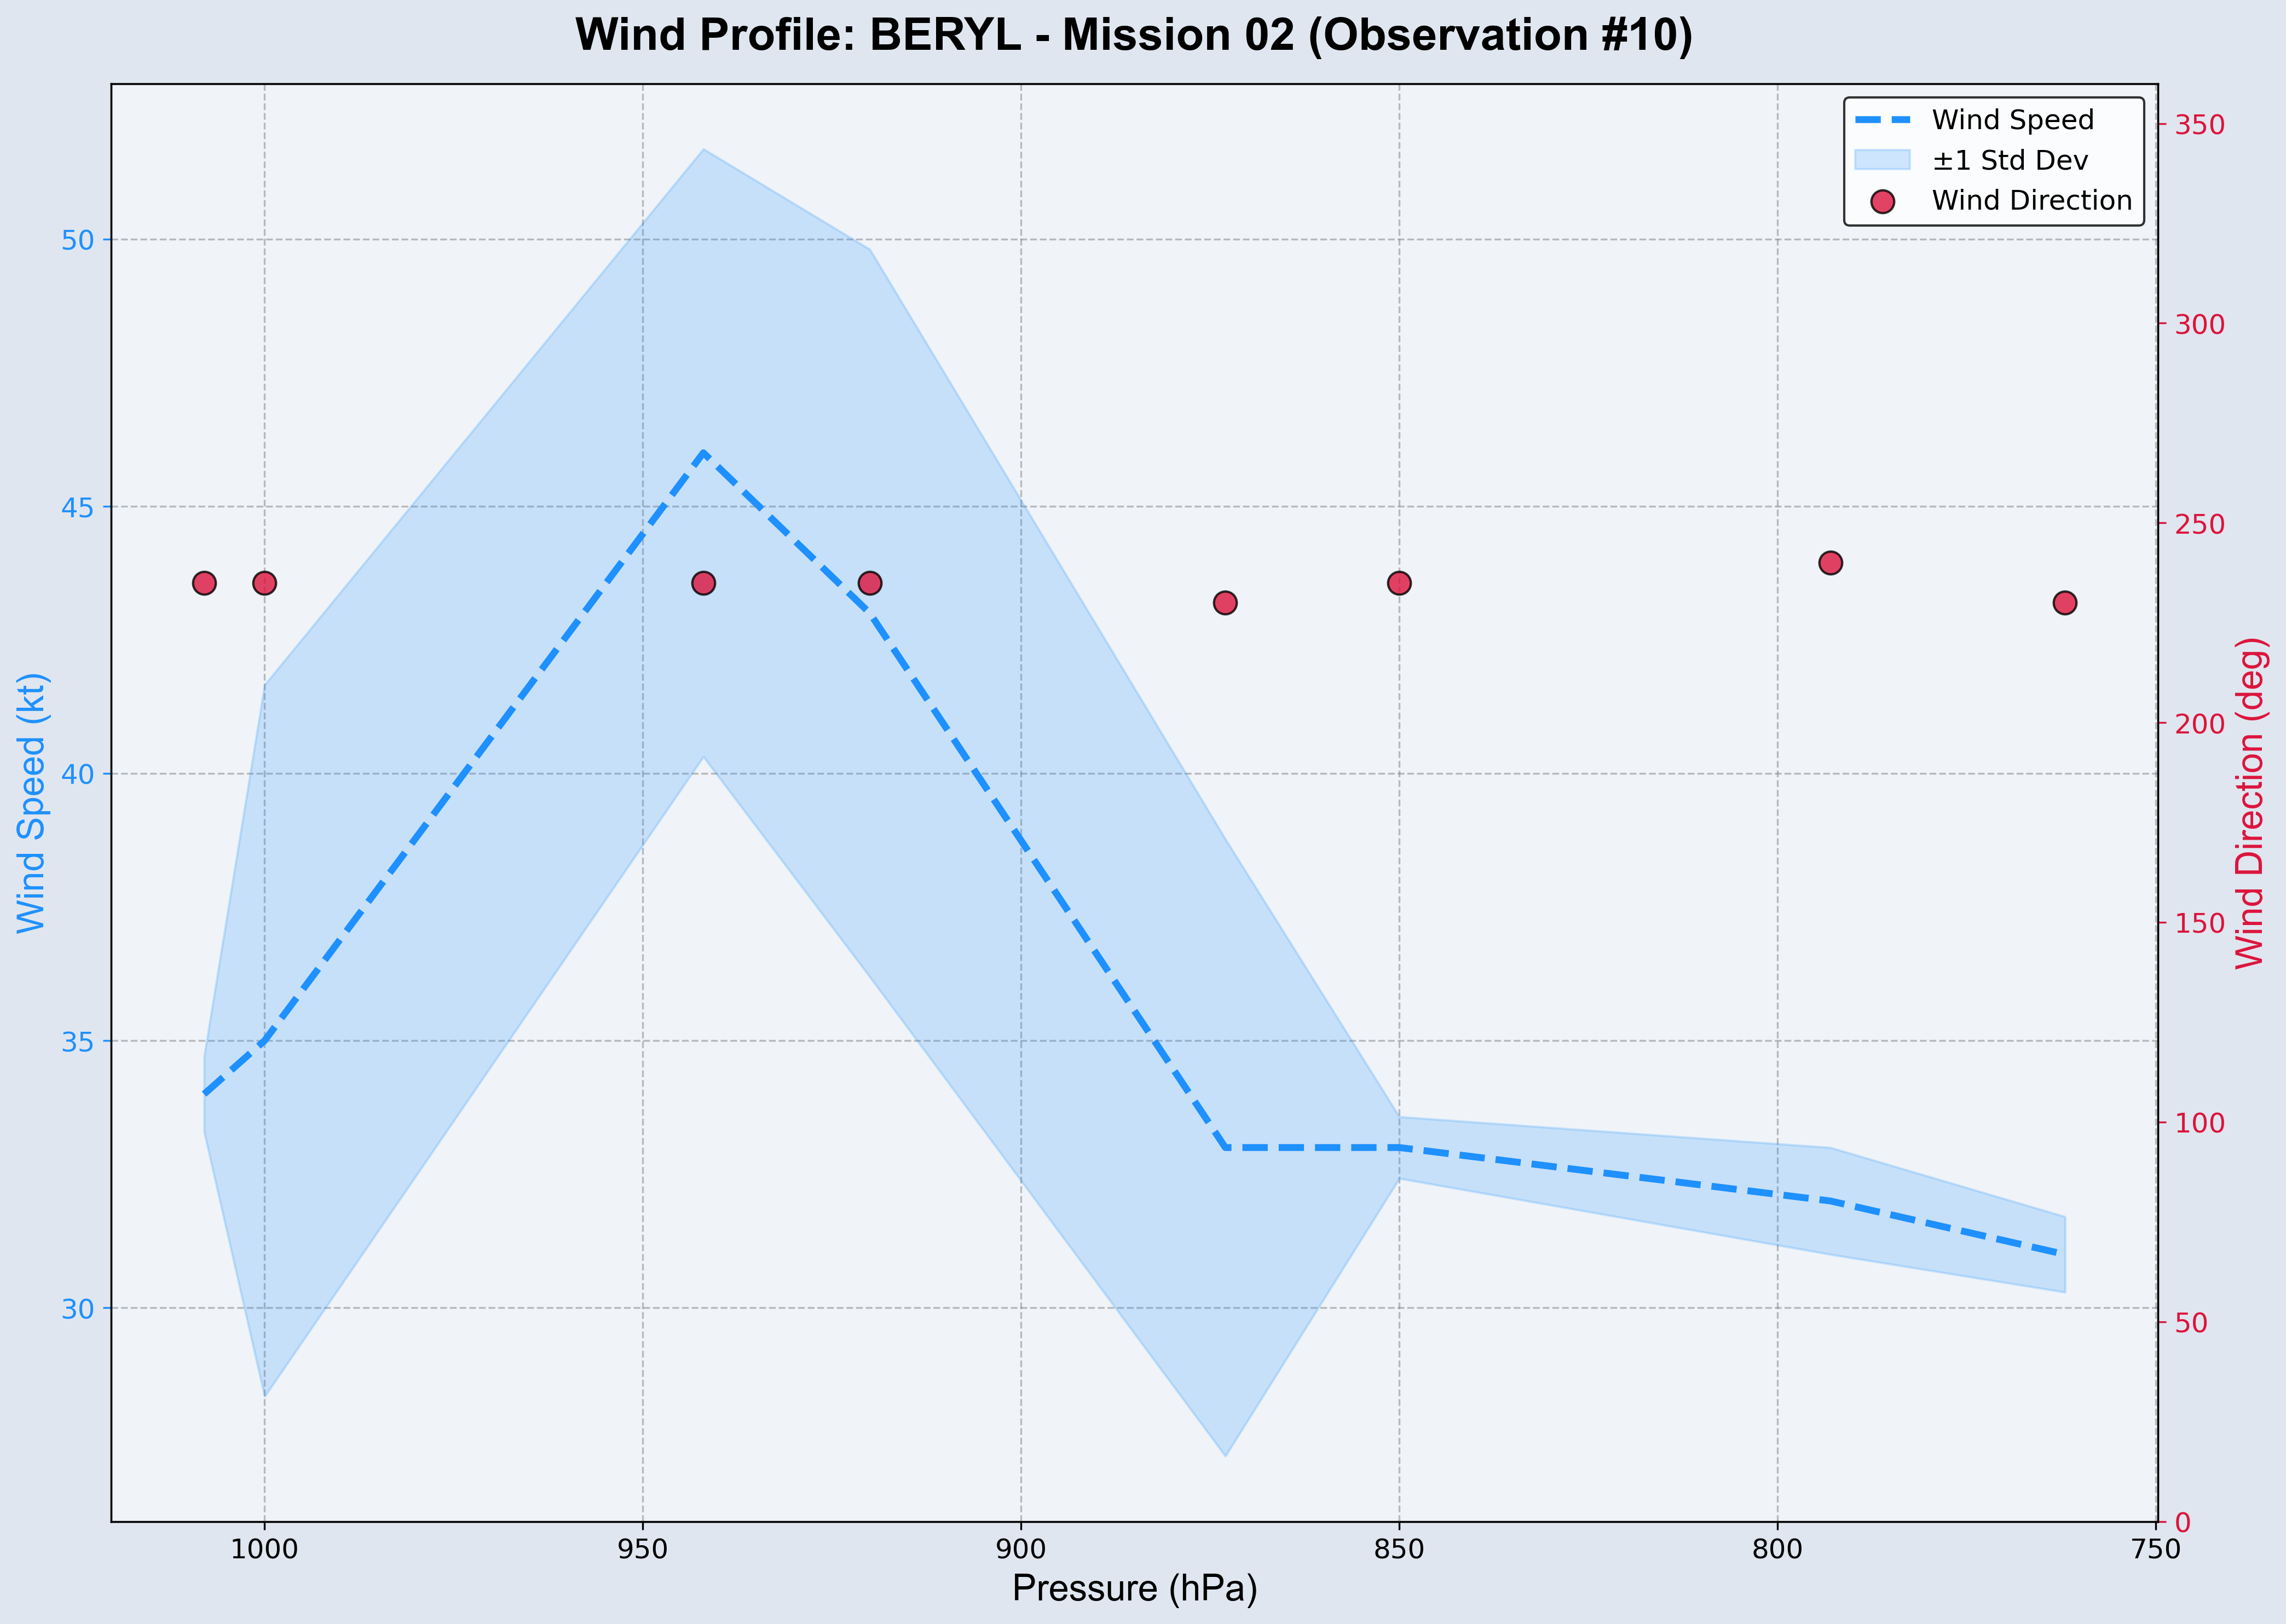 Wind Profile: BERYL - Mission 02 (Observation #10)
Wind Speed
±1 Std Dev
Wind Direction
50
45
40
35
30
Wind Speed (kt)
350
300
250
200
150
100
50
0
Wind Direction (deg)
1000
950
900
850
800
750
Pressure (hPa)